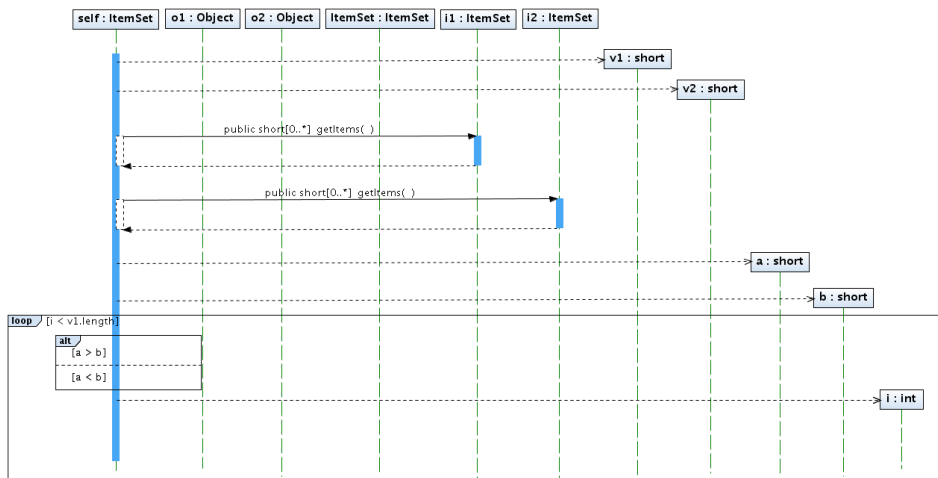 self : ItemSet
o1 : Object
o2 : Object
ItemSet : ItemSet
i1 : ItemSet
i2 : ItemSet
v1 : short
v2 : short
public short[0..*] getItems( )
public short[0..*] getItems( )
a : short
b : short
loop [i < v1.length]
alt
[a > b]
[a < b]
i : int